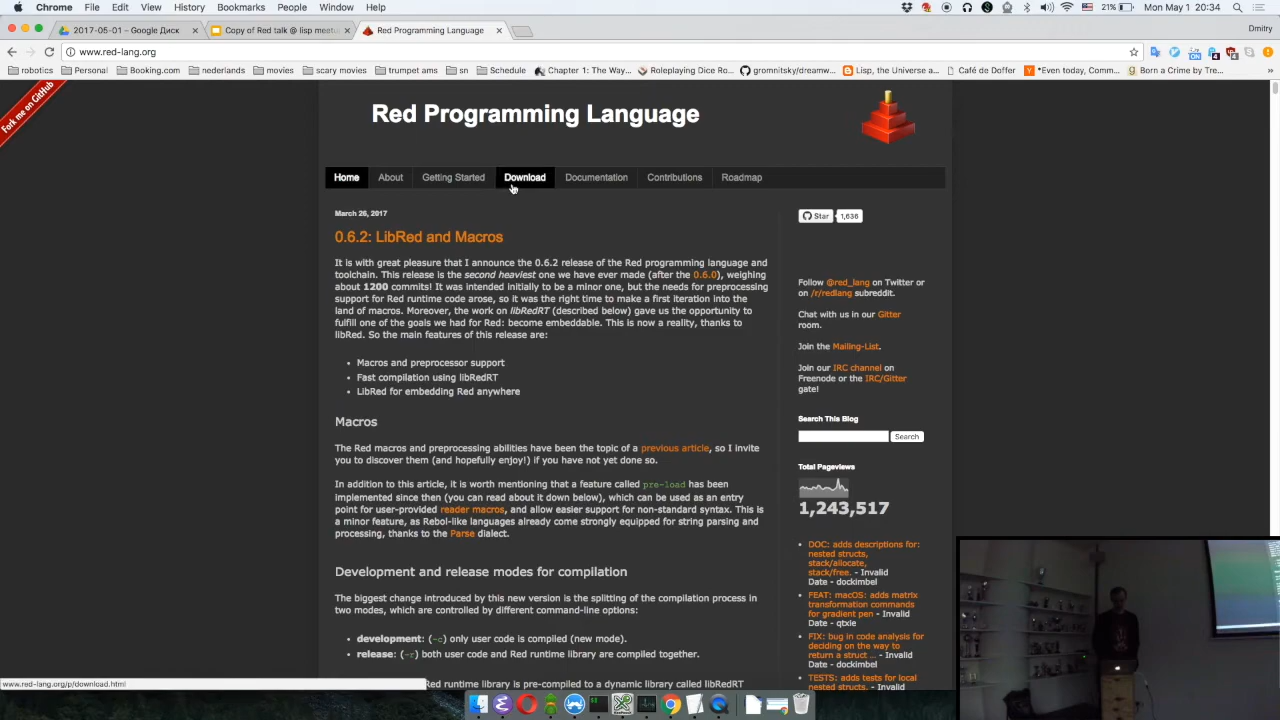 Chrome File Edit View History Bookmarks People Window Help 21% Mon May 1 20:34
2017-05-01 – Google Диск Copy of Red talk @ lisp meetu Red Programming Language Dmitry
www.red-lang.org
robotics Personal Booking.com nederlands movies scary movies trumpet ams sn Schedule Chapter 1: The Way... Roleplaying Dice Ro... gromnitsky/dreamw... Lisp, the Universe a... Café de Doffer *Even today, Comm... Born a Crime by Tre...
Fork me on GitHub
Red Programming Language
Home About Getting Started Download Documentation Contributions Roadmap
March 26, 2017
0.6.2: LibRed and Macros
It is with great pleasure that I announce the 0.6.2 release of the Red programming language and
toolchain. This release is the second heaviest one we have ever made (after the 0.6.0), weighing
about 1200 commits! It was intended initially to be a minor one, but the needs for preprocessing
support for Red runtime code arose, so it was the right time to make a first iteration into the
land of macros. Moreover, the work on libRedRT (described below) gave us the opportunity to
fulfill one of the goals we had for Red: become embeddable. This is now a reality, thanks to
libRed. So the main features of this release are:
• Macros and preprocessor support
• Fast compilation using libRedRT
• LibRed for embedding Red anywhere
Macros
The Red macros and preprocessing abilities have been the topic of a previous article, so I invite
you to discover them (and hopefully enjoy!) if you have not yet done so.
In addition to this article, it is worth mentioning that a feature called pre-load has been
implemented since then (you can read about it down below), which can be used as an entry
point for user-provided reader macros, and allow easier support for non-standard syntax. This is
a minor feature, as Rebol-like languages already come strongly equipped for string parsing and
processing, thanks to the Parse dialect.
Development and release modes for compilation
The biggest change introduced by this new version is the splitting of the compilation process in
two modes, which are controlled by different command-line options:
• development: (-c) only user code is compiled (new mode).
• release: (-r) both user code and Red runtime library are compiled together.
Red runtime library is pre-compiled to a dynamic library called libRedRT
Star 1,636
Follow @red_lang on Twitter or
on /r/redlang subreddit.
Chat with us in our Gitter
room.
Join the Mailing-List.
Join our IRC channel on
Freenode or the IRC/Gitter
gate!
Search This Blog
Search
Total Pageviews
1,243,517
• DOC: adds descriptions for:
nested structs,
stack/allocate,
stack/free. - Invalid
Date - dockimbel
• FEAT: macOS: adds matrix
transformation commands
for gradient pen - Invalid
Date - qtxie
• FIX: bug in code analysis for
deciding on the way to
return a struct ... - Invalid
Date - dockimbel
• TESTS: adds tests for local
nested structs. - Invalid
www.red-lang.org/p/download.html